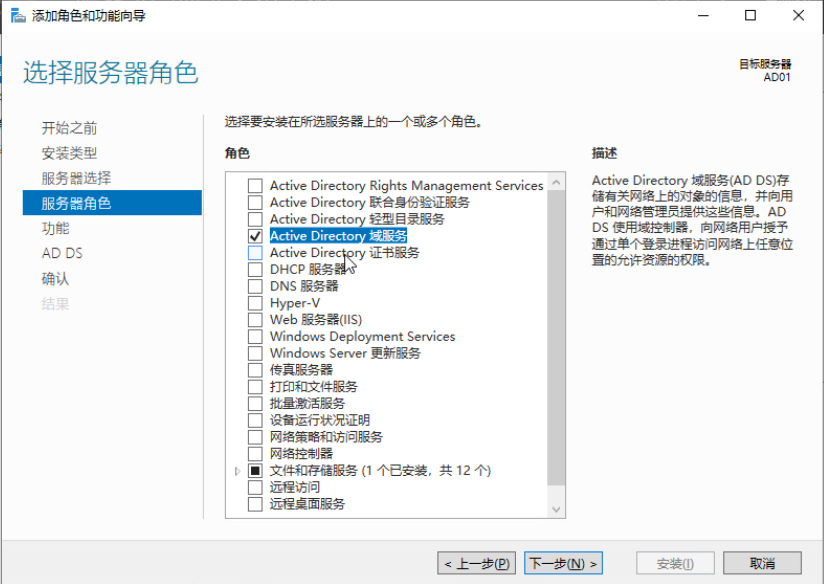 添加角色和功能向导
选择服务器角色
目标服务器
AD01
开始之前
安装类型
服务器选择
服务器角色
功能
AD DS
确认
结果
选择要安装在所选服务器上的一个或多个角色。
角色
Active Directory Rights Management Services
Active Directory 联合身份验证服务
Active Directory 轻型目录服务
Active Directory 域服务
Active Directory 证书服务
DHCP 服务器
DNS 服务器
Hyper-V
Web 服务器(IIS)
Windows Deployment Services
Windows Server 更新服务
传真服务器
打印和文件服务
批量激活服务
设备运行状况证明
网络策略和访问服务
网络控制器
文件和存储服务 (1 个已安装，共 12 个)
远程访问
远程桌面服务
描述
Active Directory 域服务(AD DS)存
储有关网络上的对象的信息，并向用
户和网络管理员提供这些信息。AD
DS 使用域控制器，向网络用户授予
通过单个登录进程访问网络上任意位
置的允许资源的权限。
< 上一步(P)
下一步(N) >
安装(I)
取消